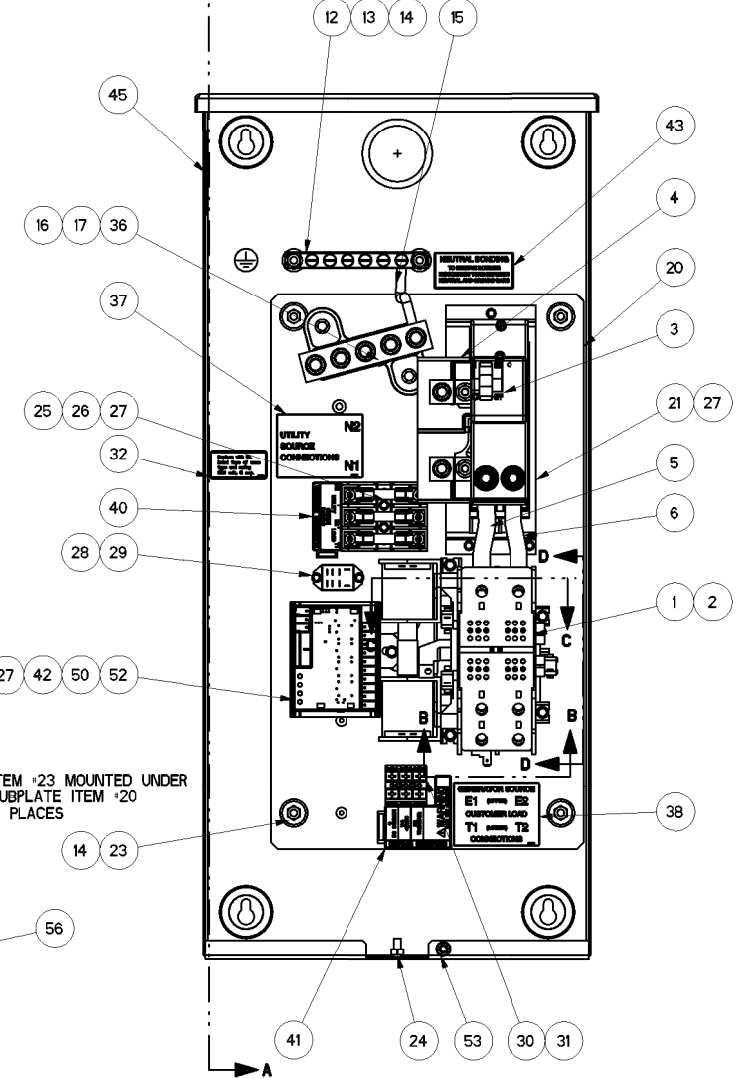 12 13 14 15
45
43
4
16 17 36
20
NEUTRAL BONDING
37
3
25 26 27
21 27
N2
UTILITY
SOURCE
CONNECTIONS
N1
32
5
40
6
28 29
D
1 2
C
C
27 42 50 52
B
B
D
TEM #23 MOUNTED UNDER
UBPLATE ITEM #20
PLACES
GENERATOR SOURCE
E1 E2
CUSTOMER LOAD
T1 T2
CONNECTIONS
WARNING
38
14 23
56
41
24
53
30 31
A